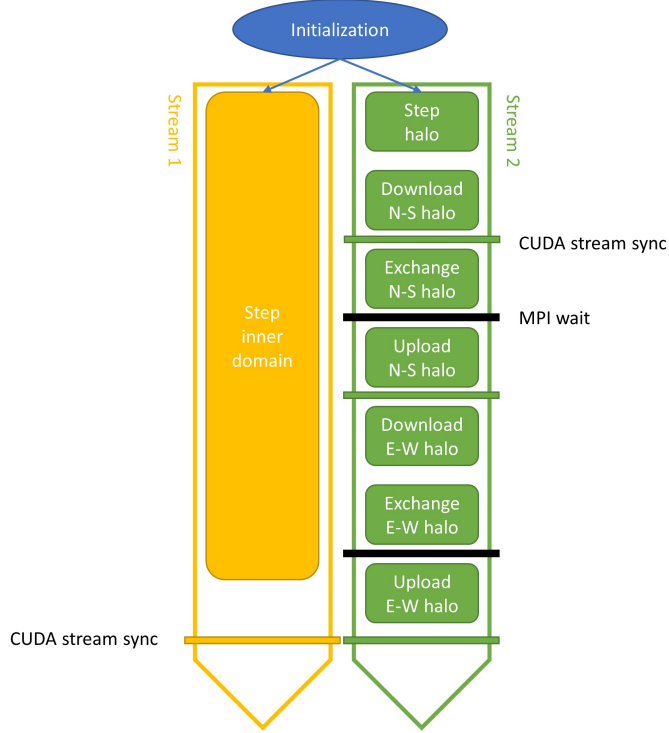 Initialization
Stream 1
Step
inner
domain
CUDA stream sync
Stream 2
Step
halo
Download
N-S halo
CUDA stream sync
Exchange
N-S halo
MPI wait
Upload
N-S halo
Download
E-W halo
Exchange
E-W halo
Upload
E-W halo